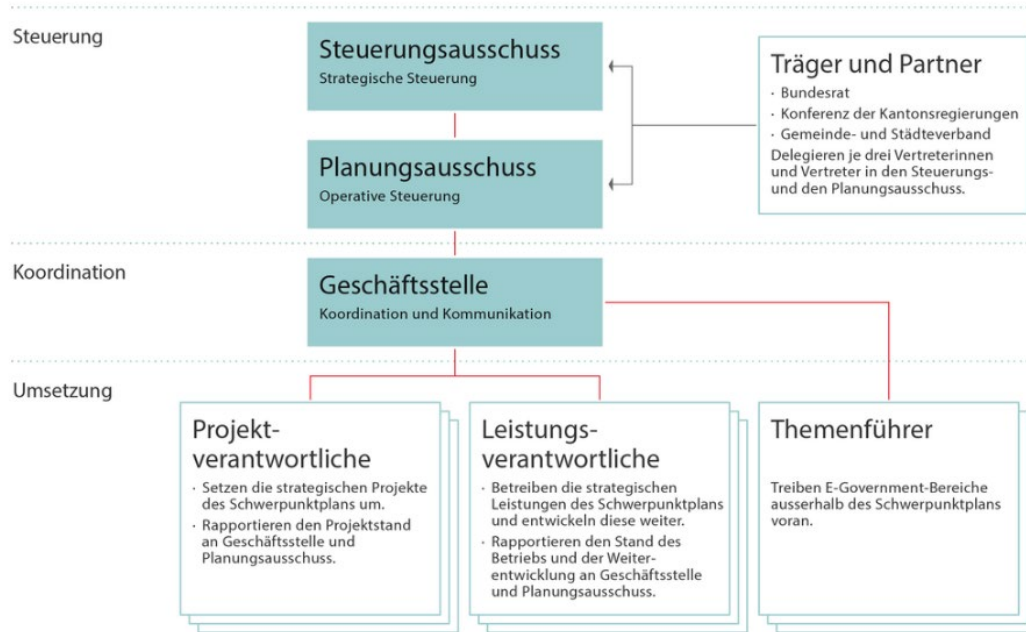 Steuerung
Steuerungsausschuss
Strategische Steuerung
Planungsausschuss
Operative Steuerung
Träger und Partner
· Bundesrat
· Konferenz der Kantonsregierungen
· Gemeinde- und Städteverband
Delegieren je drei Vertreterinnen
und Vertreter in den Steuerungs-
und den Planungsausschuss.
Koordination
Geschäftsstelle
Koordination und Kommunikation
Umsetzung
Projekt-
verantwortliche
· Setzen die strategischen Projekte
des Schwerpunktplans um.
· Rapportieren den Projektstand
an Geschäftsstelle und
Planungsausschuss.
Leistungs-
verantwortliche
· Betreiben die strategischen
Leistungen des Schwerpunktplans
und entwickeln diese weiter.
· Rapportieren den Stand des
Betriebs und der Weiter-
entwicklung an Geschäftsstelle
und Planungsausschuss.
Themenführer
Treiben E-Government-Bereiche
ausserhalb des Schwerpunktplans
voran.